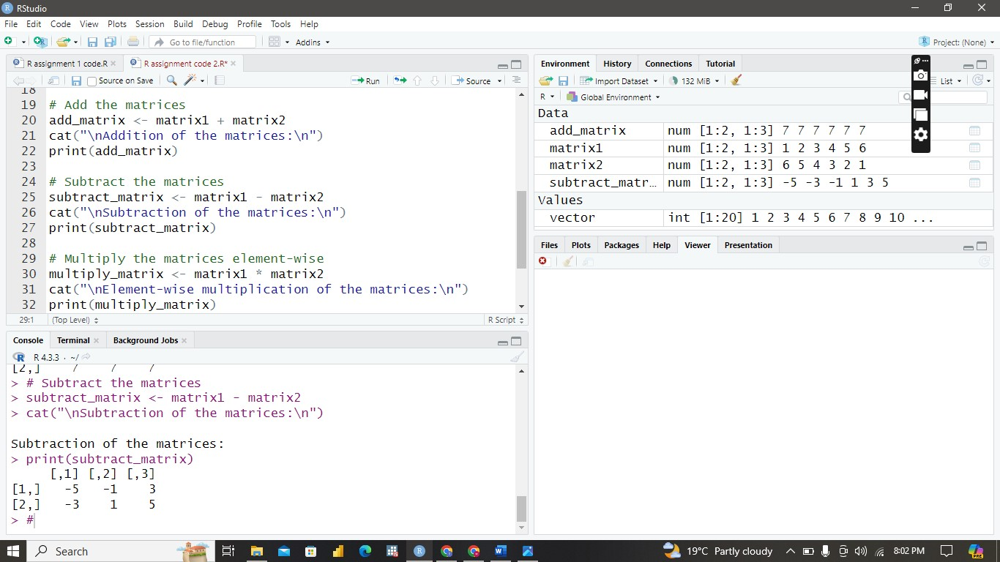 RStudio
File Edit Code View Plots Session Build Debug Profile Tools Help
Go to file/function Addins Project: (None)
R assignment 1 code.R R assignment code 2.R*
Source on Save Run Source
18
19 # Add the matrices
20 add_matrix <- matrix1 + matrix2
21 cat("\nAddition of the matrices:\n")
22 print(add_matrix)
23
24 # Subtract the matrices
25 subtract_matrix <- matrix1 - matrix2
26 cat("\nSubtraction of the matrices:\n")
27 print(subtract_matrix)
28
29 # Multiply the matrices element-wise
30 multiply_matrix <- matrix1 * matrix2
31 cat("\nElement-wise multiplication of the matrices:\n")
32 print(multiply_matrix)
29:1 (Top Level) R Script
Console Terminal Background Jobs
R 4.3.3 · ~/
[2,] 7 7 7
> # Subtract the matrices
> subtract_matrix <- matrix1 - matrix2
> cat("\nSubtraction of the matrices:\n")
Subtraction of the matrices:
> print(subtract_matrix)
[,1] [,2] [,3]
[1,] -5 -1 3
[2,] -3 1 5
> #
Environment History Connections Tutorial
Import Dataset 132 MiB List
R Global Environment
Data
add_matrix num [1:2, 1:3] 7 7 7 7 7 7
matrix1 num [1:2, 1:3] 1 2 3 4 5 6
matrix2 num [1:2, 1:3] 6 5 4 3 2 1
subtract_matr… num [1:2, 1:3] -5 -3 -1 1 3 5
Values
vector int [1:20] 1 2 3 4 5 6 7 8 9 10 ...
Files Plots Packages Help Viewer Presentation
Search 19°C Partly cloudy 8:02 PM
PRE